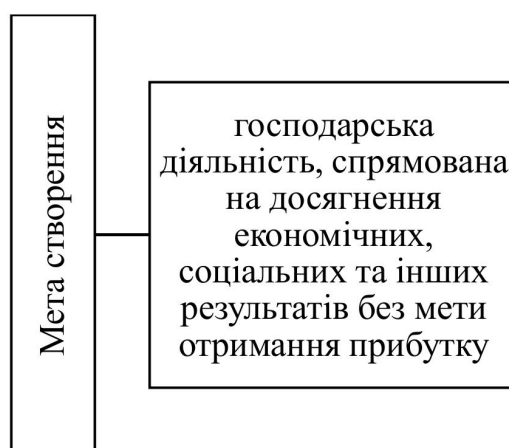 Мета створення
господарська
діяльність, спрямована
на досягнення
економічних,
соціальних та інших
результатів без мети
отримання прибутку